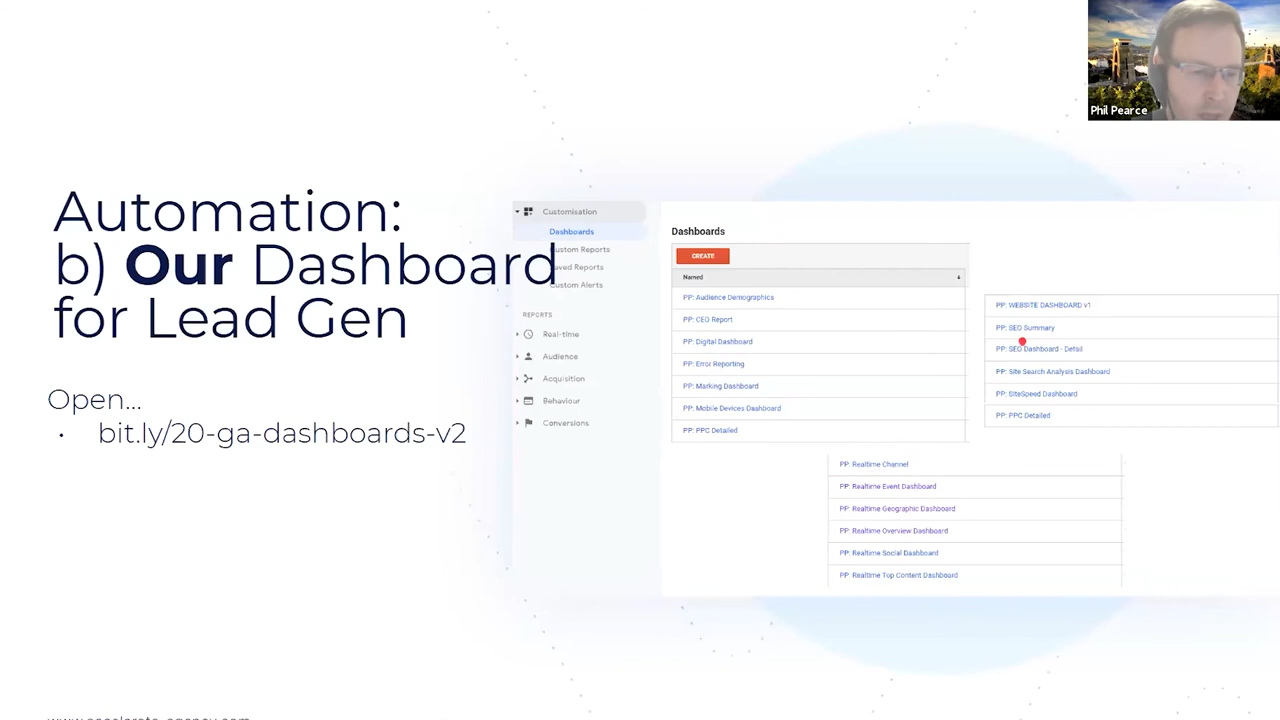 Phil Pearce
Automation:
b) Our Dashboard
for Lead Gen
Open...
• bit.ly/20-ga-dashboards-v2
Customisation
Dashboards
Custom Reports
Saved Reports
Custom Alerts
REPORTS
Real-time
Audience
Acquisition
Behaviour
Conversions
Dashboards
CREATE
Named
PP: Audience Demographics
PP: CEO Report
PP: Digital Dashboard
PP: Error Reporting
PP: Marking Dashboard
PP: Mobile Devices Dashboard
PP: PPC Detailed
PP: WEBSITE DASHBOARD v1
PP: SEO Summary
PP: SEO Dashboard - Detail
PP: Site Search Analysis Dashboard
PP: SiteSpeed Dashboard
PP: PPC Detailed
PP: Realtime Channel
PP: Realtime Event Dashboard
PP: Realtime Geographic Dashboard
PP: Realtime Overview Dashboard
PP: Realtime Social Dashboard
PP: Realtime Top Content Dashboard